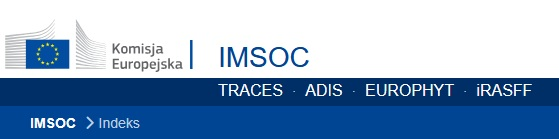 Komisja
Europejska
IMSOC
TRACES · ADIS · EUROPHYT · iRASFF
IMSOC > Indeks